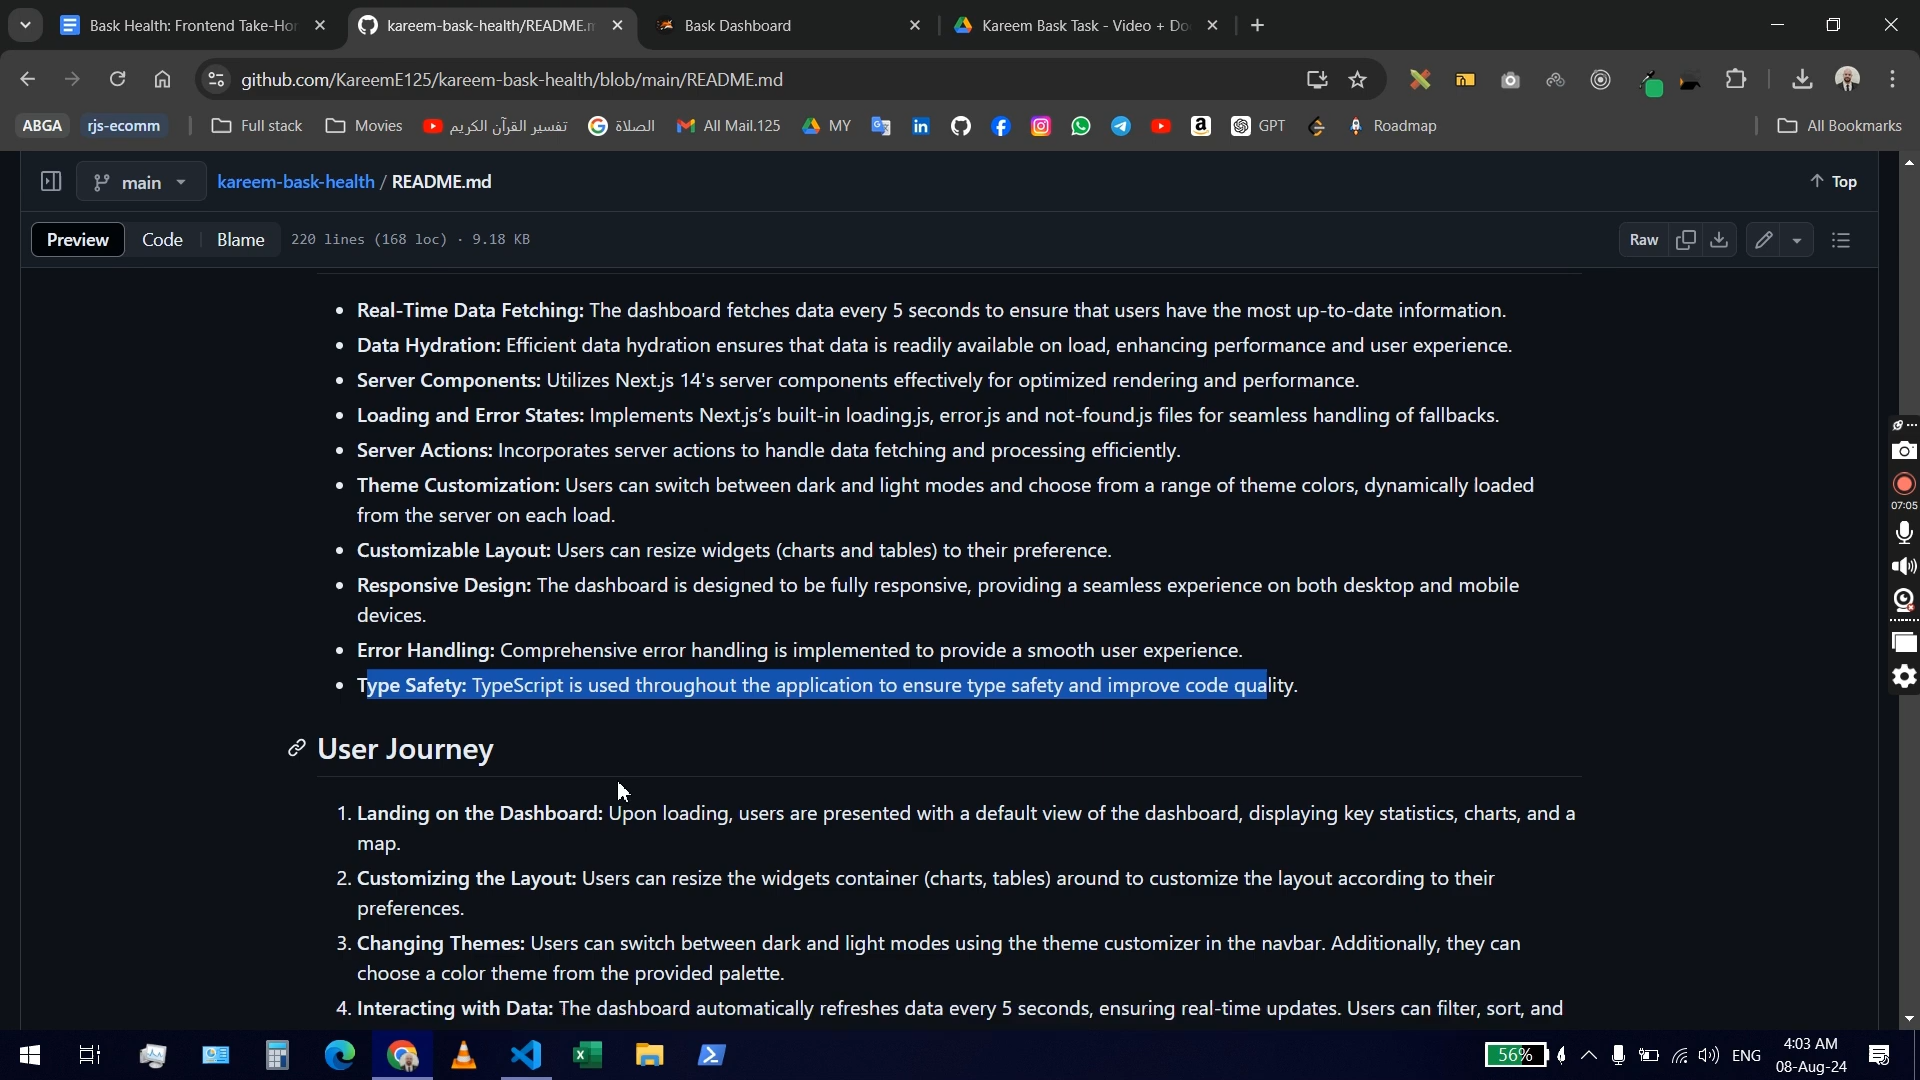 Bask Health: Frontend Take-Hor
kareem-bask-health/README.m
Bask Dashboard
Kareem Bask Task - Video + Do
github.com/KareemE125/kareem-bask-health/blob/main/README.md
ABGA
rjs-ecomm
Full stack
Movies
تفسير القرآن الكريم
الصلاة
All Mail.125
MY
GPT
Roadmap
All Bookmarks
main
kareem-bask-health / README.md
Top
Preview
Code
Blame
220 lines (168 loc) · 9.18 KB
Raw
• Real-Time Data Fetching: The dashboard fetches data every 5 seconds to ensure that users have the most up-to-date information.
• Data Hydration: Efficient data hydration ensures that data is readily available on load, enhancing performance and user experience.
• Server Components: Utilizes Next.js 14's server components effectively for optimized rendering and performance.
• Loading and Error States: Implements Next.js’s built-in loading.js, error.js and not-found.js files for seamless handling of fallbacks.
• Server Actions: Incorporates server actions to handle data fetching and processing efficiently.
• Theme Customization: Users can switch between dark and light modes and choose from a range of theme colors, dynamically loaded
from the server on each load.
• Customizable Layout: Users can resize widgets (charts and tables) to their preference.
• Responsive Design: The dashboard is designed to be fully responsive, providing a seamless experience on both desktop and mobile
devices.
• Error Handling: Comprehensive error handling is implemented to provide a smooth user experience.
• Type Safety: TypeScript is used throughout the application to ensure type safety and improve code quality.
User Journey
1. Landing on the Dashboard: Upon loading, users are presented with a default view of the dashboard, displaying key statistics, charts, and a
map.
2. Customizing the Layout: Users can resize the widgets container (charts, tables) around to customize the layout according to their
preferences.
3. Changing Themes: Users can switch between dark and light modes using the theme customizer in the navbar. Additionally, they can
choose a color theme from the provided palette.
4. Interacting with Data: The dashboard automatically refreshes data every 5 seconds, ensuring real-time updates. Users can filter, sort, and
07:05
56%
ENG
4:03 AM
08-Aug-24